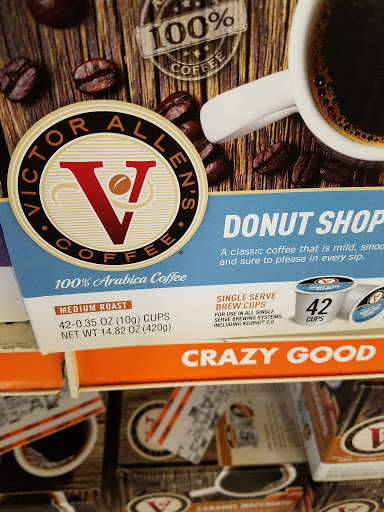 100%
COFFEE
VICTOR ALLEN'S
COFFEE
V
100% Arabica Coffee
DONUT SHOP
A classic coffee that is mild, smoo
and sure to please in every sip.
MEDIUM ROAST
42-0.35 OZ (10g) CUPS
NET WT 14.82 OZ (420g)
SINGLE SERVE
BREW CUPS
FOR USE IN ALL SINGLE
SERVE BREWING SYSTEMS,
INCLUDING KEURIG® 2.0
42
CUPS
CRAZY GOOD
CARAMEL MACCHIATO